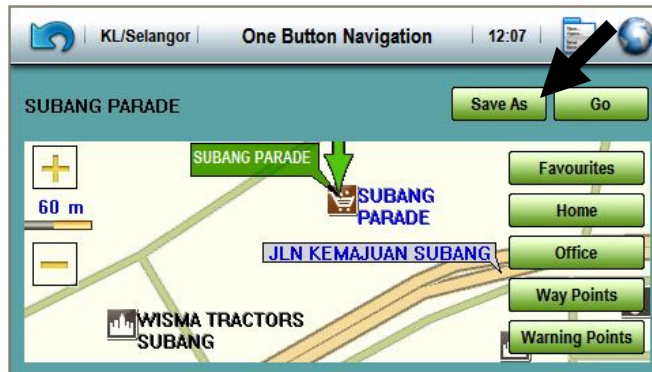 KL/Selangor One Button Navigation 12:07
SUBANG PARADE Save As Go
SUBANG PARADE
Favourites
60 m
SUBANG
PARADE
Home
JLN KEMAJUAN SUBANG
Office
Way Points
WISMA TRACTORS
SUBANG
Warning Points